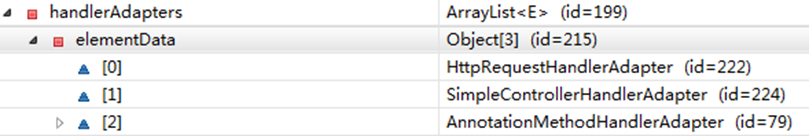 handlerAdapters ArrayList<E> (id=199)
elementData Object[3] (id=215)
[0] HttpRequestHandlerAdapter (id=222)
[1] SimpleControllerHandlerAdapter (id=224)
[2] AnnotationMethodHandlerAdapter (id=79)